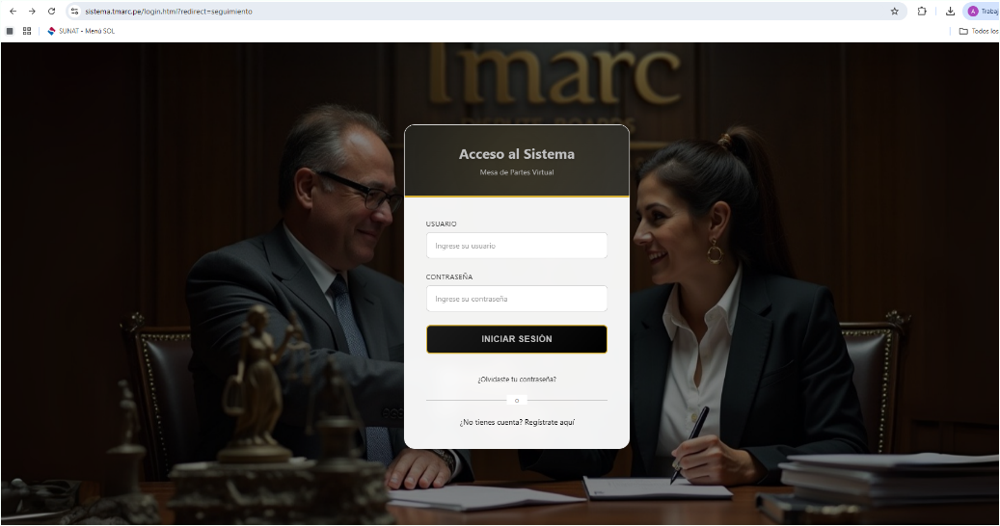 sistema.tmarc.pe/login.html?redirect=seguimiento
A Trabaj
SUNAT - Menú SOL
Todos los
Tmarc
DISPUTE BOARDS
Acceso al Sistema
Mesa de Partes Virtual
USUARIO
Ingrese su usuario
CONTRASEÑA
Ingrese su contraseña
INICIAR SESIÓN
¿Olvidaste tu contraseña?
o
¿No tienes cuenta? Regístrate aquí